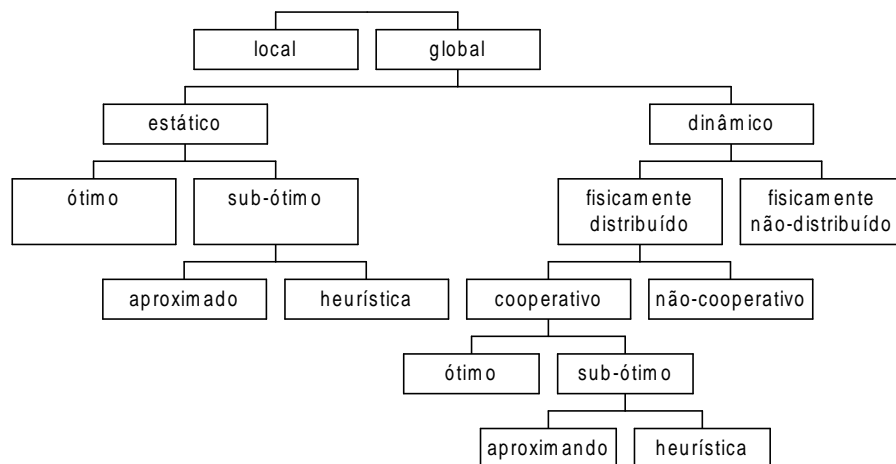 local
global
estático
dinâmico
ótimo
sub-ótimo
fisicamente
distribuído
fisicamente
não-distribuído
aproximado
heurística
cooperativo
não-cooperativo
ótimo
sub-ótimo
aproximando
heurística